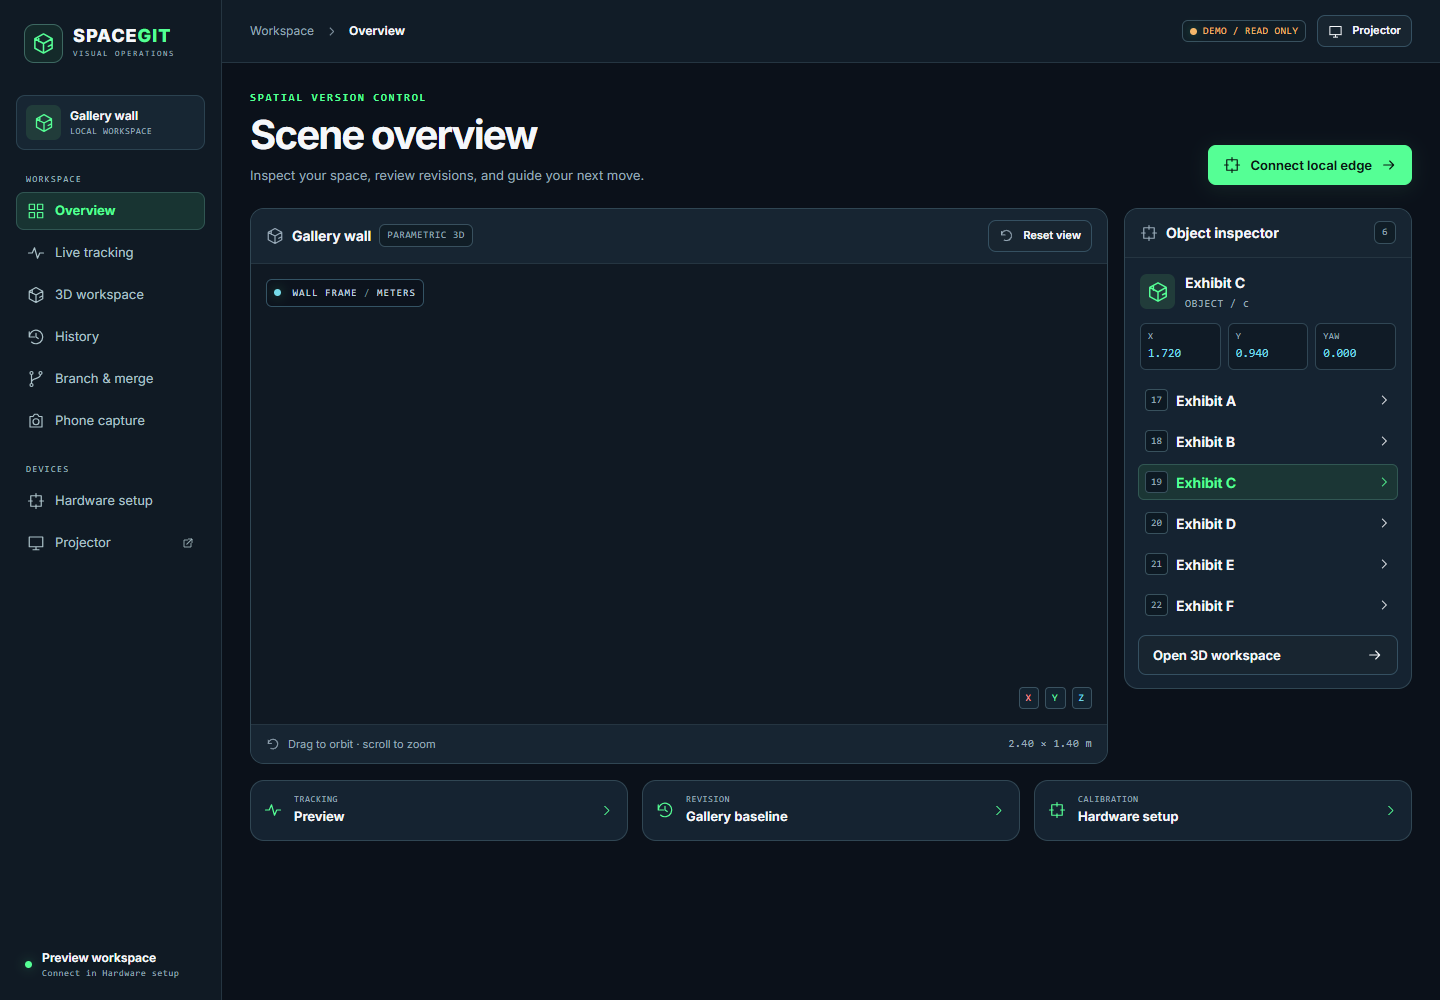 SPACEGIT
VISUAL OPERATIONS
Gallery wall
LOCAL WORKSPACE
WORKSPACE
Overview
Live tracking
3D workspace
History
Branch & merge
Phone capture
DEVICES
Hardware setup
Projector
Preview workspace
Connect in Hardware setup
Workspace > Overview
DEMO / READ ONLY
Projector
SPATIAL VERSION CONTROL
Scene overview
Inspect your space, review revisions, and guide your next move.
Connect local edge →
Gallery wall PARAMETRIC 3D
Reset view
WALL FRAME / METERS
X Y Z
Drag to orbit · scroll to zoom
2.40 × 1.40 m
Object inspector 6
Exhibit C
OBJECT / c
X Y YAW
1.720 0.940 0.000
17 Exhibit A
18 Exhibit B
19 Exhibit C
20 Exhibit D
21 Exhibit E
22 Exhibit F
Open 3D workspace →
TRACKING
Preview
REVISION
Gallery baseline
CALIBRATION
Hardware setup